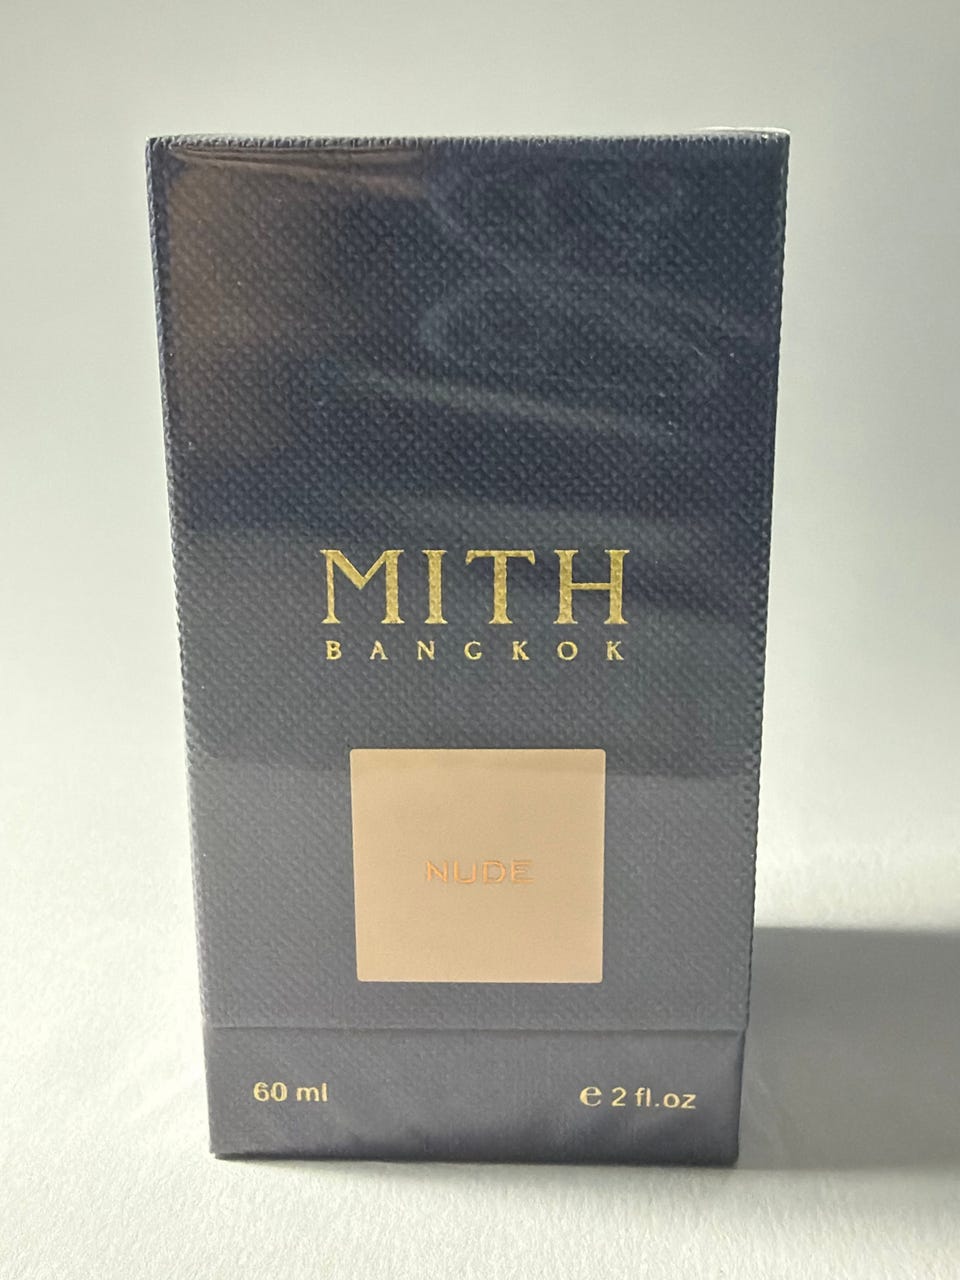 MITH
BANGKOK
NUDE
60 ml
℮ 2 fl.oz